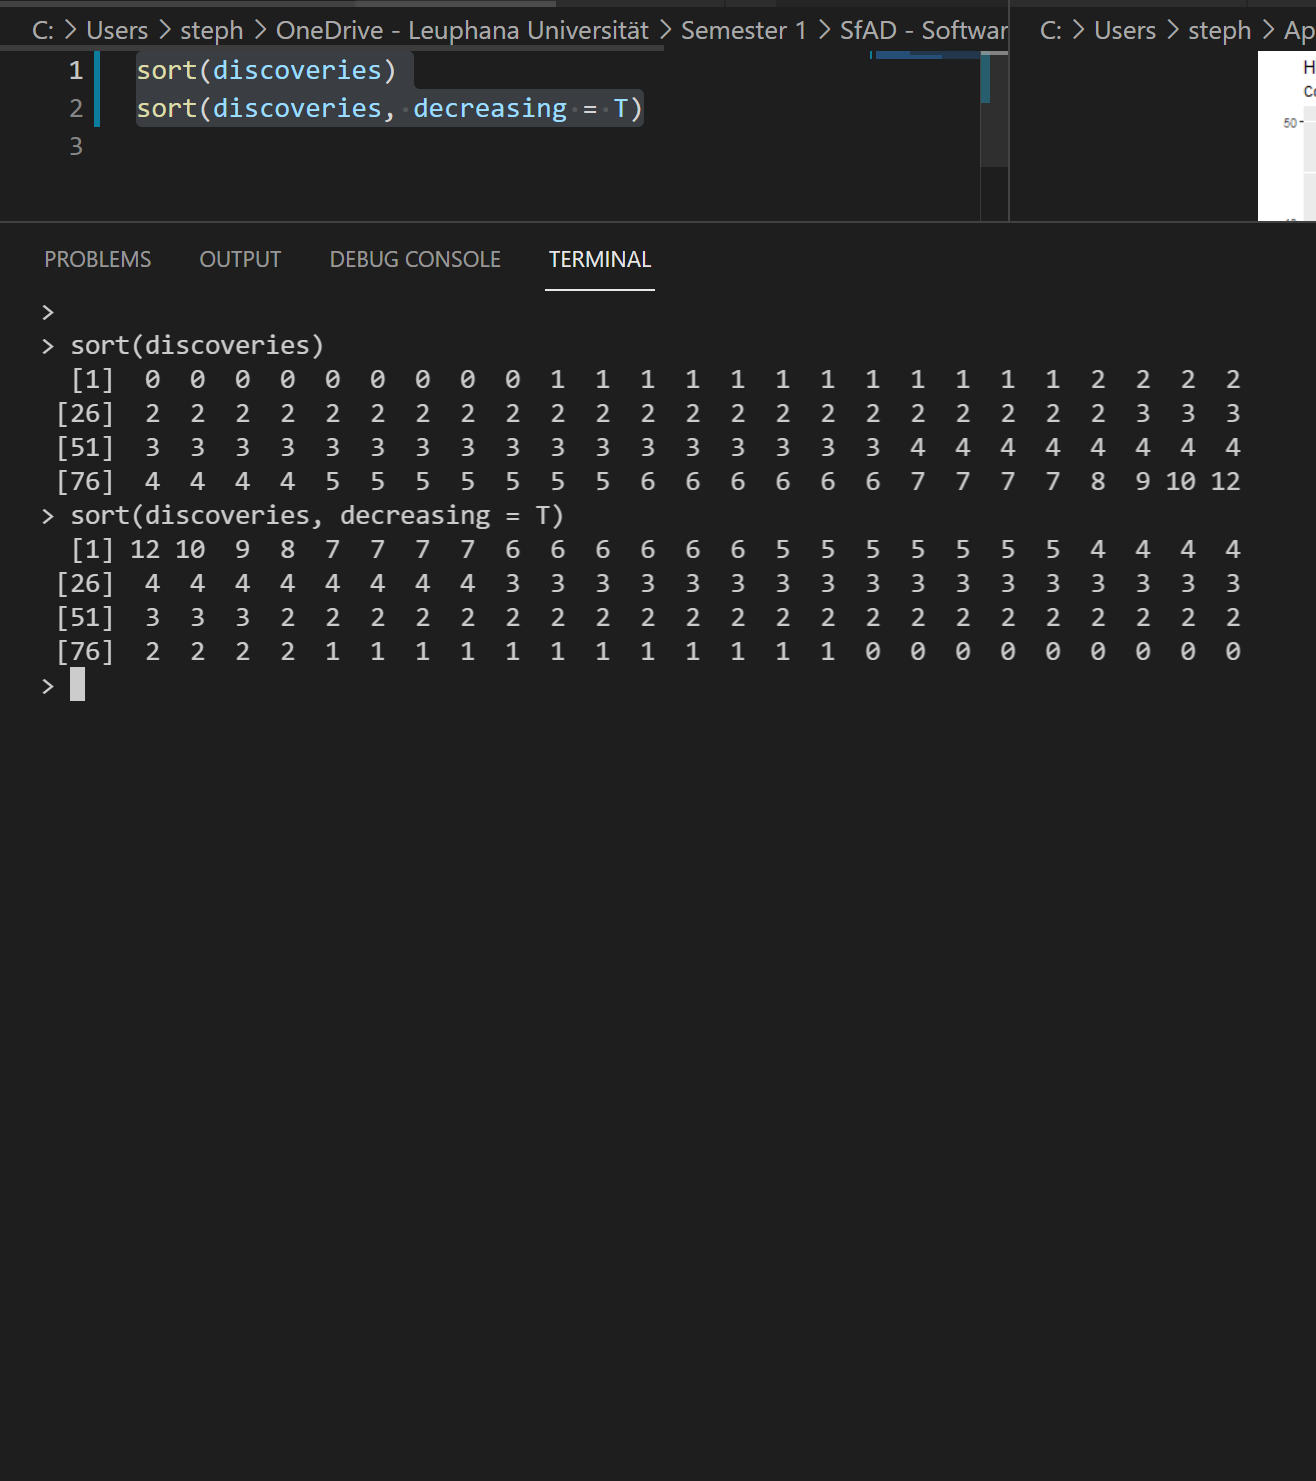 C: > Users > steph > OneDrive - Leuphana Universität > Semester 1 > SfAD - Softwar
C: > Users > steph > Ap
1 sort(discoveries)
2 sort(discoveries, decreasing = T)
3
H
50
PROBLEMS OUTPUT DEBUG CONSOLE TERMINAL
>
> sort(discoveries)
[1] 0 0 0 0 0 0 0 0 0 1 1 1 1 1 1 1 1 1 1 1 1 2 2 2 2
[26] 2 2 2 2 2 2 2 2 2 2 2 2 2 2 2 2 2 2 2 2 2 2 3 3 3
[51] 3 3 3 3 3 3 3 3 3 3 3 3 3 3 3 3 3 4 4 4 4 4 4 4 4
[76] 4 4 4 4 5 5 5 5 5 5 5 6 6 6 6 6 6 7 7 7 7 8 9 10 12
> sort(discoveries, decreasing = T)
[1] 12 10 9 8 7 7 7 7 6 6 6 6 6 6 5 5 5 5 5 5 5 4 4 4 4
[26] 4 4 4 4 4 4 4 4 3 3 3 3 3 3 3 3 3 3 3 3 3 3 3 3 3
[51] 3 3 3 2 2 2 2 2 2 2 2 2 2 2 2 2 2 2 2 2 2 2 2 2 2
[76] 2 2 2 2 1 1 1 1 1 1 1 1 1 1 1 1 0 0 0 0 0 0 0 0 0
>